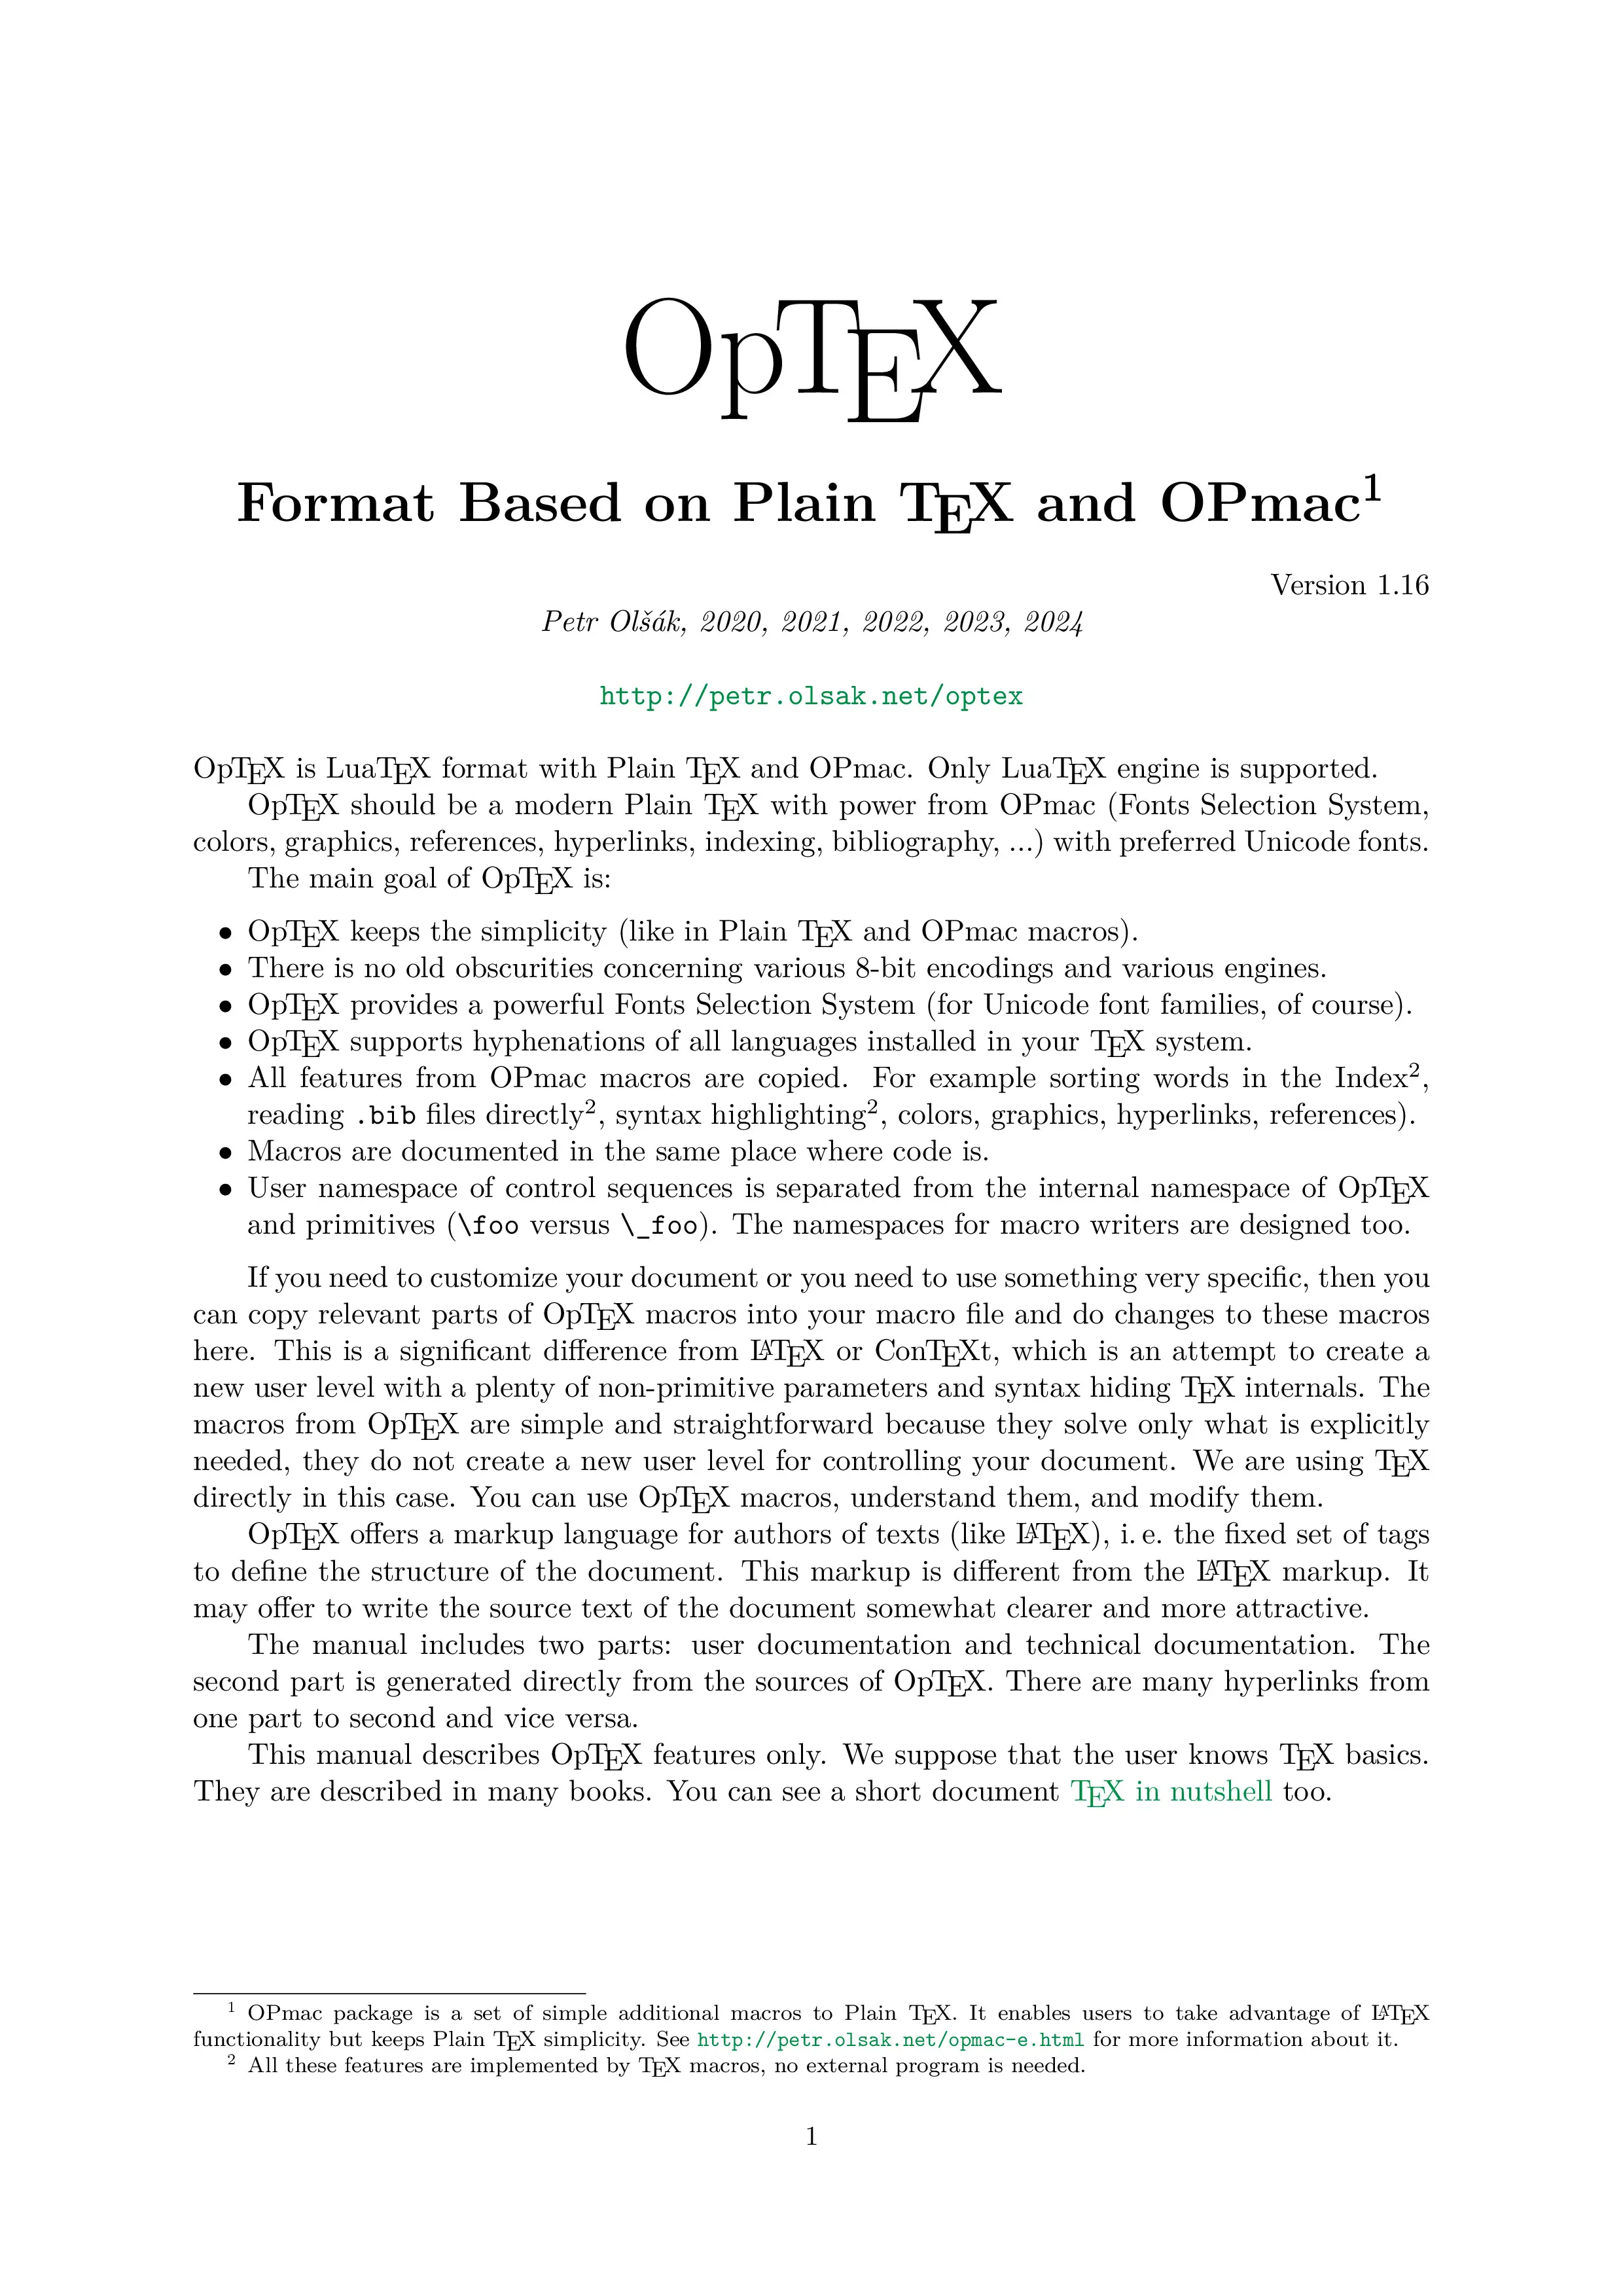 OpTEX
Format Based on Plain TEX and OPmac¹
Version 1.16
Petr Olšák, 2020, 2021, 2022, 2023, 2024
http://petr.olsak.net/optex
OpTEX is LuaTEX format with Plain TEX and OPmac. Only LuaTEX engine is supported.
OpTEX should be a modern Plain TEX with power from OPmac (Fonts Selection System,
colors, graphics, references, hyperlinks, indexing, bibliography, ...) with preferred Unicode fonts.
The main goal of OpTEX is:
• OpTEX keeps the simplicity (like in Plain TEX and OPmac macros).
• There is no old obscurities concerning various 8-bit encodings and various engines.
• OpTEX provides a powerful Fonts Selection System (for Unicode font families, of course).
• OpTEX supports hyphenations of all languages installed in your TEX system.
• All features from OPmac macros are copied. For example sorting words in the Index²,
reading .bib files directly², syntax highlighting², colors, graphics, hyperlinks, references).
• Macros are documented in the same place where code is.
• User namespace of control sequences is separated from the internal namespace of OpTEX
and primitives (\foo versus \_foo). The namespaces for macro writers are designed too.
If you need to customize your document or you need to use something very specific, then you
can copy relevant parts of OpTEX macros into your macro file and do changes to these macros
here. This is a significant difference from LATEX or ConTEXt, which is an attempt to create a
new user level with a plenty of non-primitive parameters and syntax hiding TEX internals. The
macros from OpTEX are simple and straightforward because they solve only what is explicitly
needed, they do not create a new user level for controlling your document. We are using TEX
directly in this case. You can use OpTEX macros, understand them, and modify them.
OpTEX offers a markup language for authors of texts (like LATEX), i. e. the fixed set of tags
to define the structure of the document. This markup is different from the LATEX markup. It
may offer to write the source text of the document somewhat clearer and more attractive.
The manual includes two parts: user documentation and technical documentation. The
second part is generated directly from the sources of OpTEX. There are many hyperlinks from
one part to second and vice versa.
This manual describes OpTEX features only. We suppose that the user knows TEX basics.
They are described in many books. You can see a short document TEX in nutshell too.
¹ OPmac package is a set of simple additional macros to Plain TEX. It enables users to take advantage of LATEX
functionality but keeps Plain TEX simplicity. See http://petr.olsak.net/opmac-e.html for more information about it.
² All these features are implemented by TEX macros, no external program is needed.
1